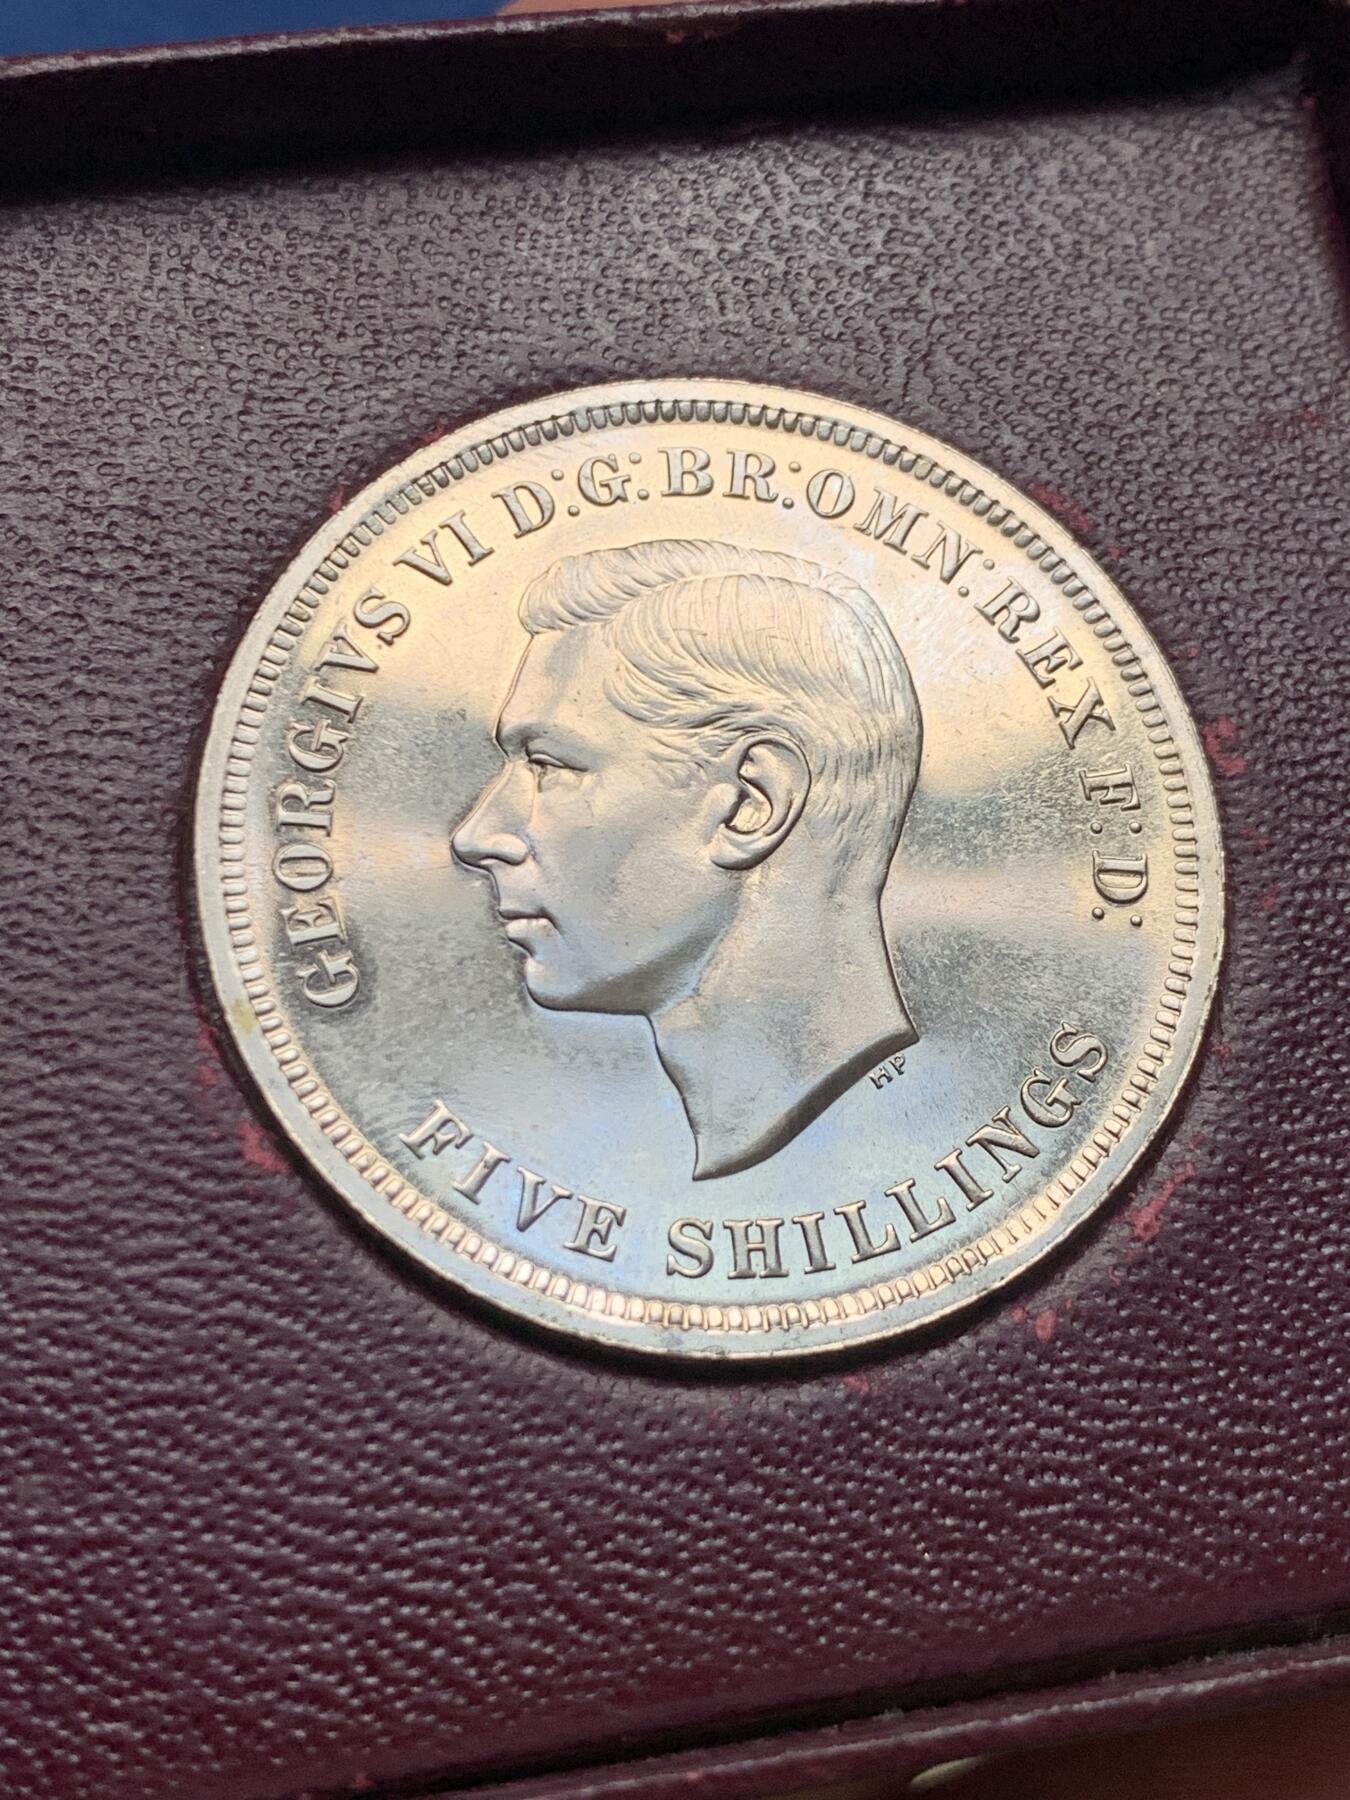 GEORGIVS VI D:G:BR:OMN:REX F:D:
HP
FIVE SHILLINGS